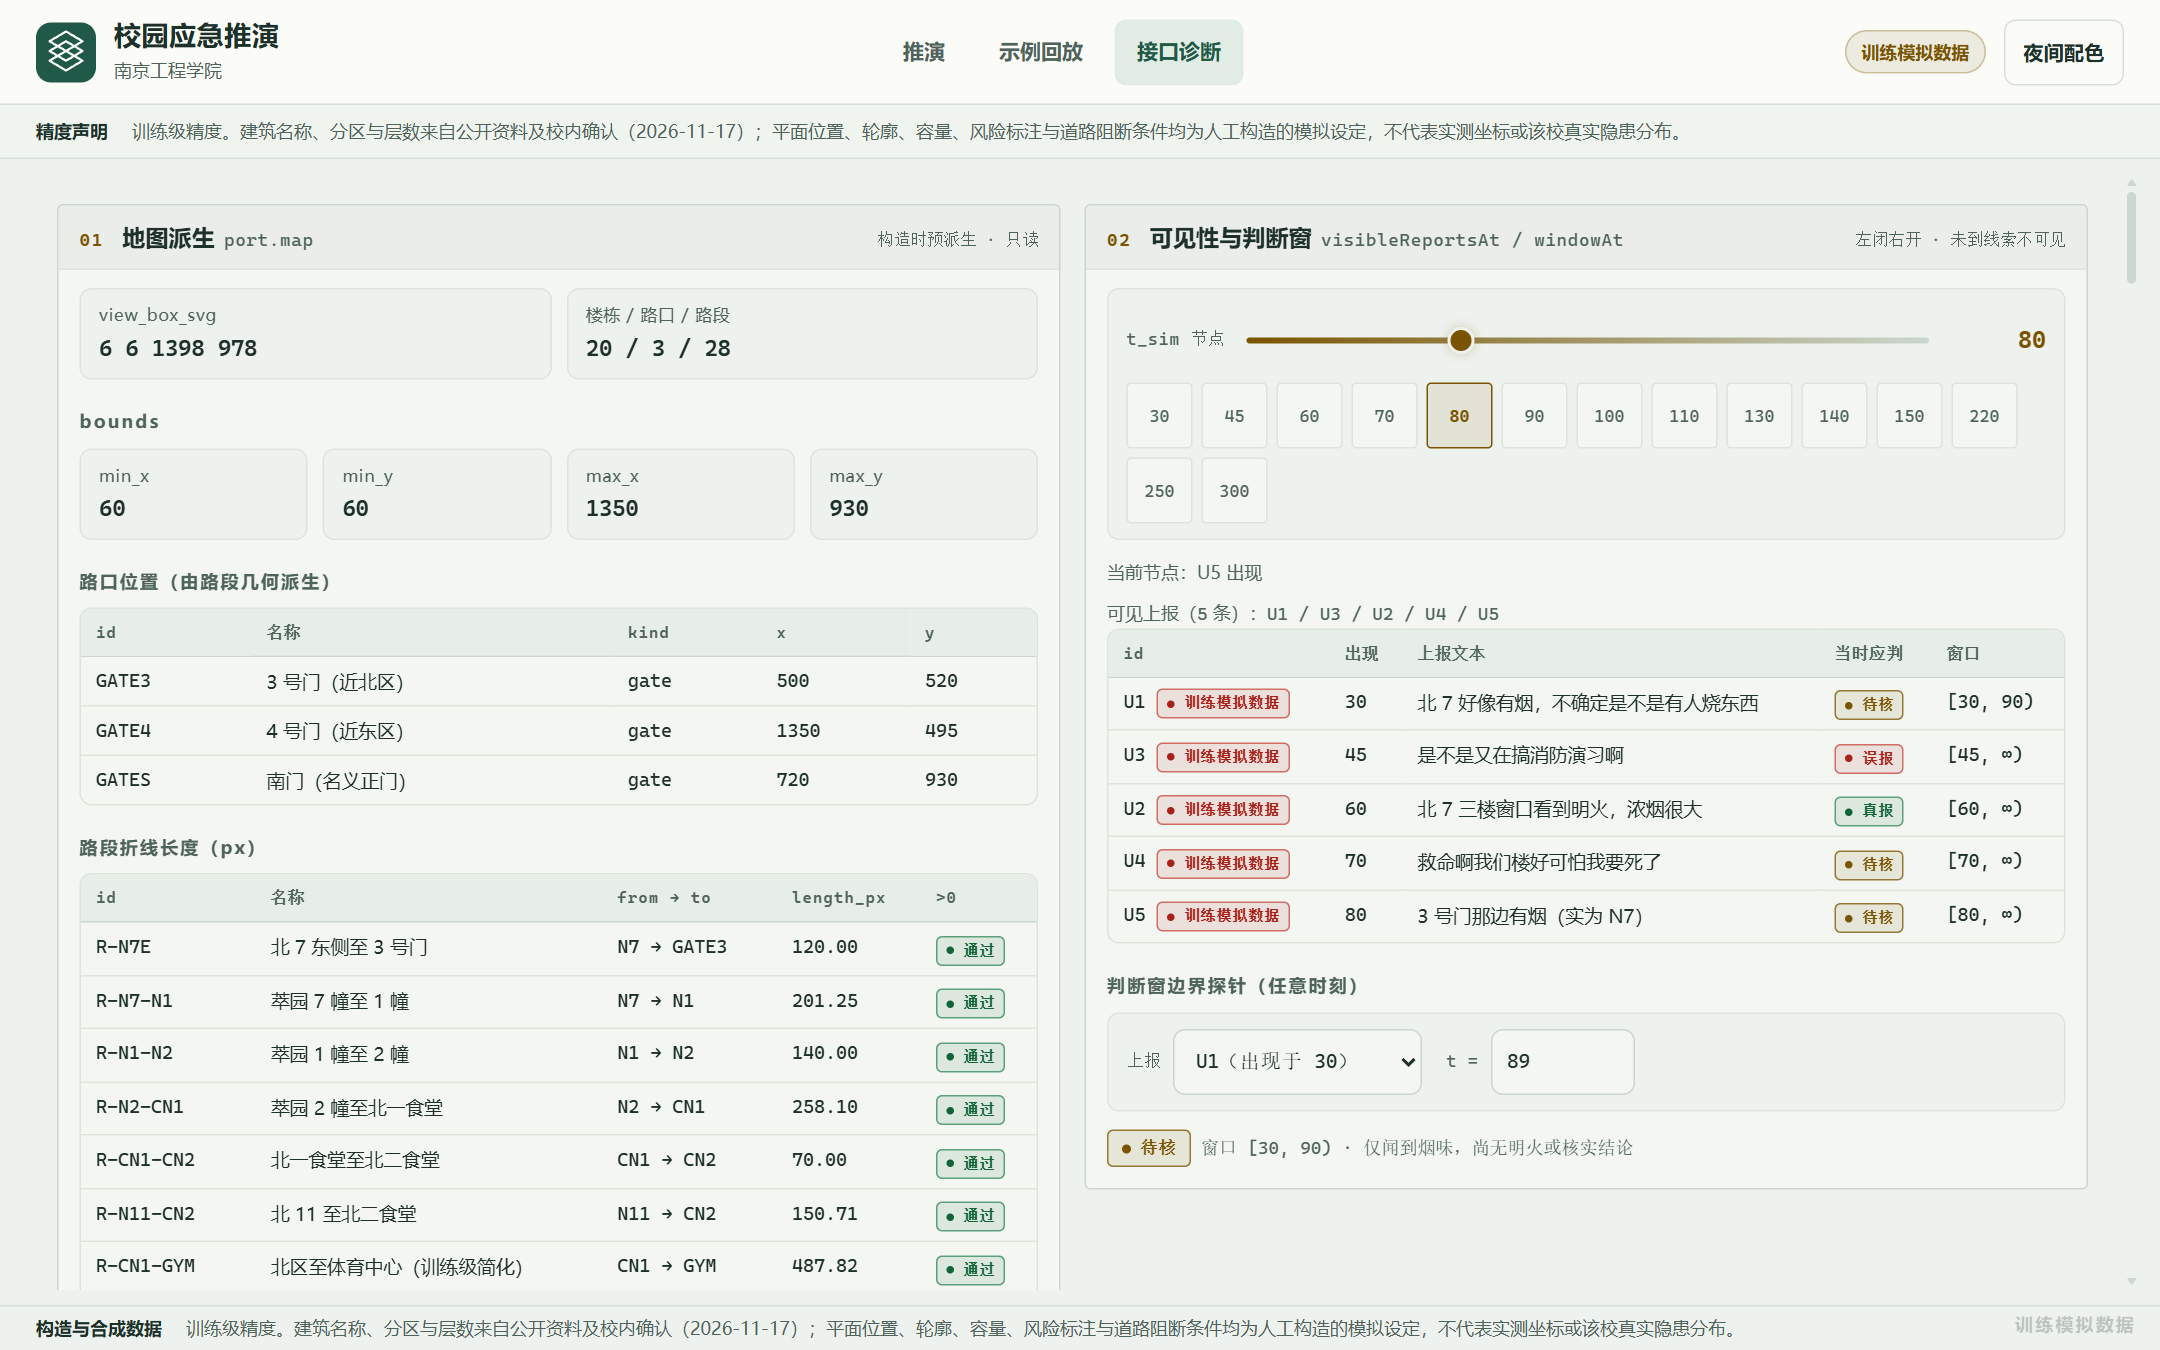 校园应急推演
南京工程学院
推演
示例回放
接口诊断
训练模拟数据
夜间配色
精度声明 训练级精度。建筑名称、分区与层数来自公开资料及校内确认（2026-11-17）；平面位置、轮廓、容量、风险标注与道路阻断条件均为人工构造的模拟设定，不代表实测坐标或该校真实隐患分布。
01 地图派生 port.map 构造时预派生 · 只读
view_box_svg
6 6 1398 978
楼栋 / 路口 / 路段
20 / 3 / 28
bounds
min_x
60
min_y
60
max_x
1350
max_y
930
路口位置（由路段几何派生）
id 名称 kind x y
GATE3 3 号门（近北区） gate 500 520
GATE4 4 号门（近东区） gate 1350 495
GATES 南门（名义正门） gate 720 930
路段折线长度（px）
id 名称 from → to length_px >0
R-N7E 北 7 东侧至 3 号门 N7 → GATE3 120.00 通过
R-N7-N1 萃园 7 幢至 1 幢 N7 → N1 201.25 通过
R-N1-N2 萃园 1 幢至 2 幢 N1 → N2 140.00 通过
R-N2-CN1 萃园 2 幢至北一食堂 N2 → CN1 258.10 通过
R-CN1-CN2 北一食堂至北二食堂 CN1 → CN2 70.00 通过
R-N11-CN2 北 11 至北二食堂 N11 → CN2 150.71 通过
R-CN1-GYM 北区至体育中心（训练级简化） CN1 → GYM 487.82 通过
02 可见性与判断窗 visibleReportsAt / windowAt 左闭右开 · 未到线索不可见
t_sim 节点 80
30 45 60 70 80 90 100 110 130 140 150 220
250 300
当前节点：U5 出现
可见上报（5 条）：U1 / U3 / U2 / U4 / U5
id 出现 上报文本 当时应判 窗口
U1 训练模拟数据 30 北 7 好像有烟，不确定是不是有人烧东西 待核 [30, 90)
U3 训练模拟数据 45 是不是又在搞消防演习啊 误报 [45, ∞)
U2 训练模拟数据 60 北 7 三楼窗口看到明火，浓烟很大 真报 [60, ∞)
U4 训练模拟数据 70 救命啊我们楼好可怕我要死了 待核 [70, ∞)
U5 训练模拟数据 80 3 号门那边有烟（实为 N7） 待核 [80, ∞)
判断窗边界探针（任意时刻）
上报 U1（出现于 30） t = 89
待核 窗口 [30, 90) · 仅闻到烟味，尚无明火或核实结论
构造与合成数据 训练级精度。建筑名称、分区与层数来自公开资料及校内确认（2026-11-17）；平面位置、轮廓、容量、风险标注与道路阻断条件均为人工构造的模拟设定，不代表实测坐标或该校真实隐患分布。
训练模拟数据